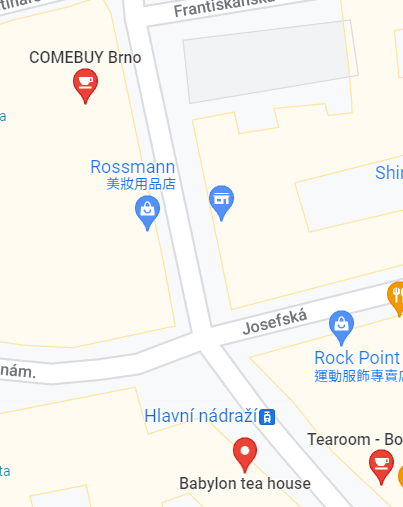 Františkánská
COMEBUY Brno
Rossmann
美妝用品店
Josefská
nám.
Rock Point
運動服飾專賣店
Hlavní nádraží
Tearoom - Bo
Babylon tea house